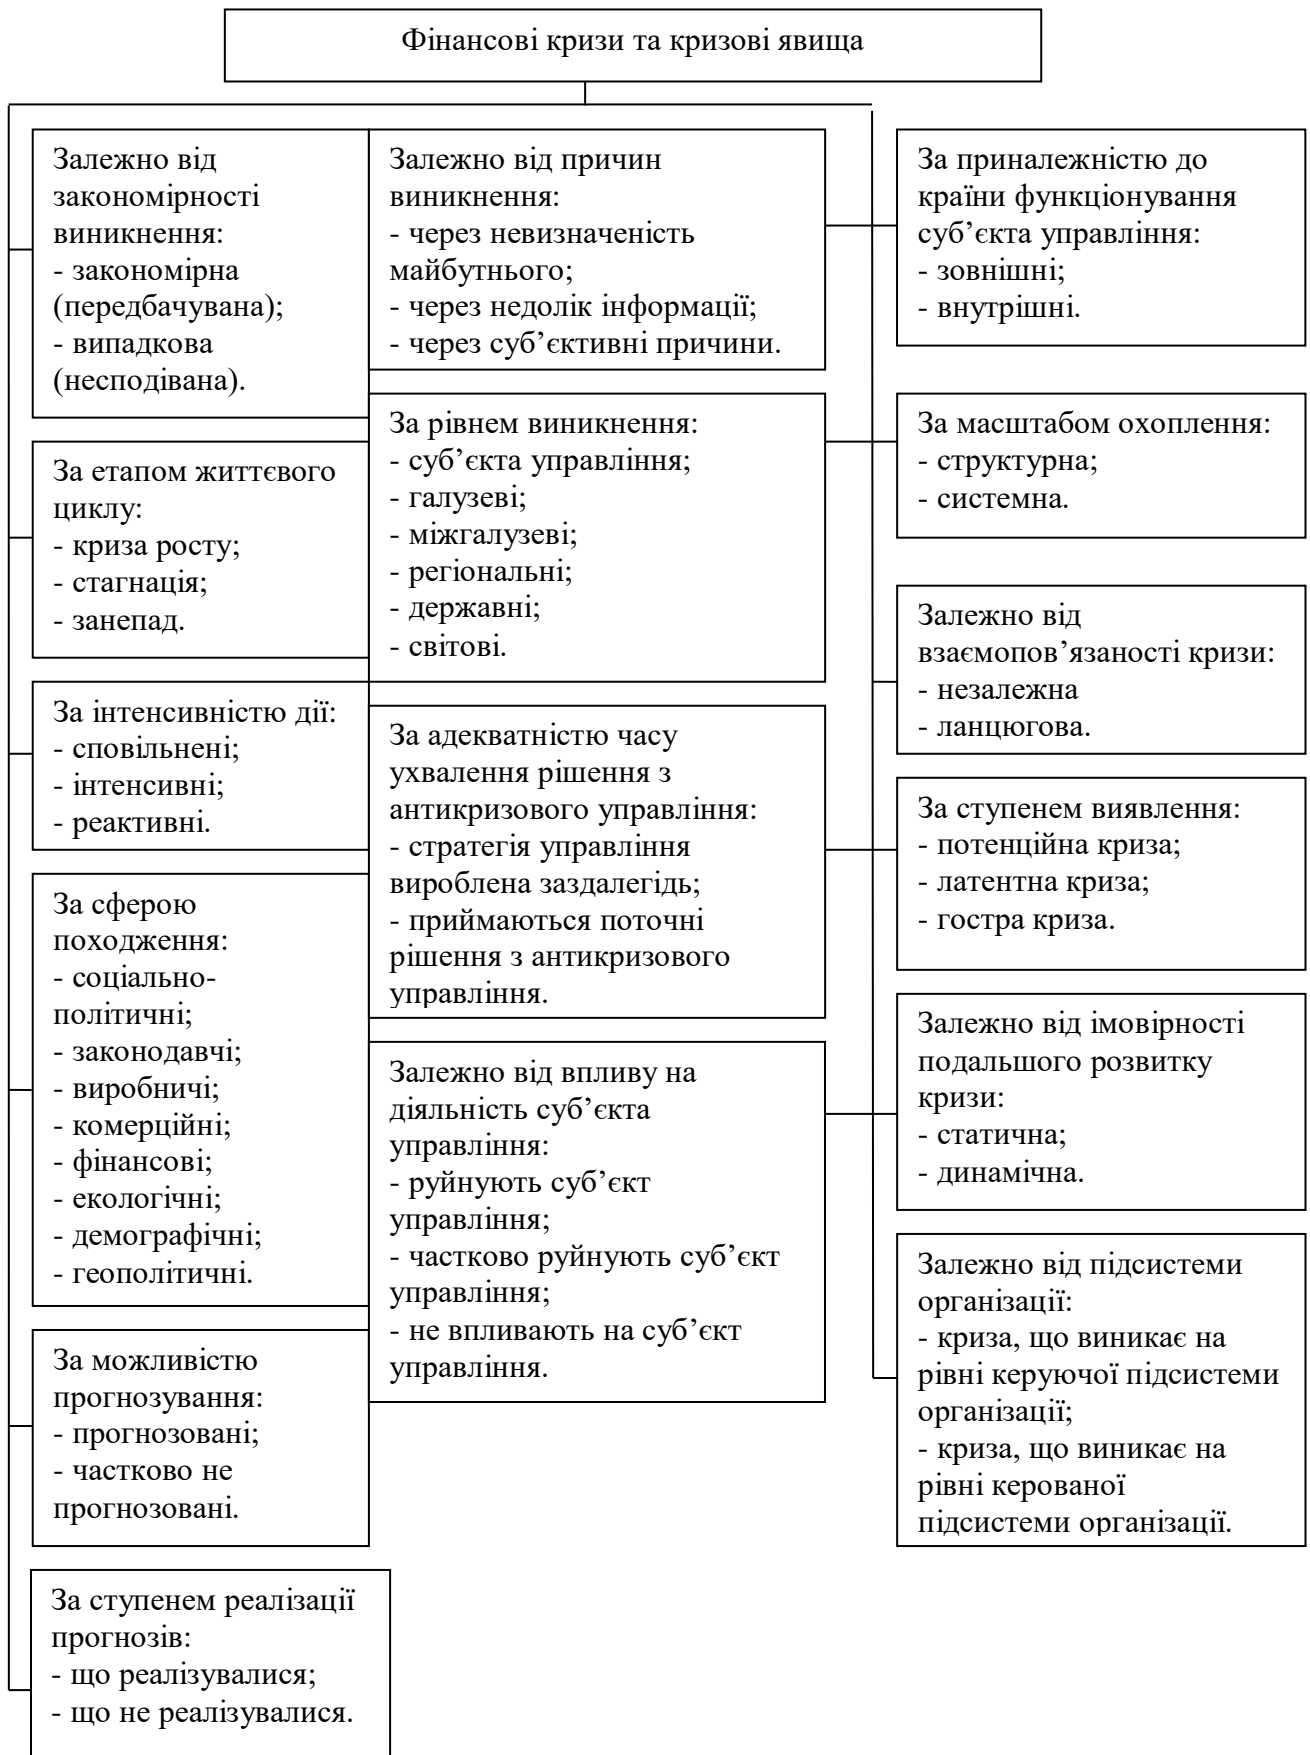 Фінансові кризи та кризові явища
Залежно від
закономірності
виникнення:
- закономірна
(передбачувана);
- випадкова
(несподівана).
За етапом життєвого
циклу:
- криза росту;
- стагнація;
- занепад.
За інтенсивністю дії:
- сповільнені;
- інтенсивні;
- реактивні.
За сферою
походження:
- соціально-
політичні;
- законодавчі;
- виробничі;
- комерційні;
- фінансові;
- екологічні;
- демографічні;
- геополітичні.
За можливістю
прогнозування:
- прогнозовані;
- частково не
прогнозовані.
За ступенем реалізації
прогнозів:
- що реалізувалися;
- що не реалізувалися.
Залежно від причин
виникнення:
- через невизначеність
майбутнього;
- через недолік інформації;
- через суб’єктивні причини.
За рівнем виникнення:
- суб’єкта управління;
- галузеві;
- міжгалузеві;
- регіональні;
- державні;
- світові.
За адекватністю часу
ухвалення рішення з
антикризового управління:
- стратегія управління
вироблена заздалегідь;
- приймаються поточні
рішення з антикризового
управління.
Залежно від впливу на
діяльність суб’єкта
управління:
- руйнують суб’єкт
управління;
- частково руйнують суб’єкт
управління;
- не впливають на суб’єкт
управління.
За приналежністю до
країни функціонування
суб’єкта управління:
- зовнішні;
- внутрішні.
За масштабом охоплення:
- структурна;
- системна.
Залежно від
взаємопов’язаності кризи:
- незалежна
- ланцюгова.
За ступенем виявлення:
- потенційна криза;
- латентна криза;
- гостра криза.
Залежно від імовірності
подальшого розвитку
кризи:
- статична;
- динамічна.
Залежно від підсистеми
організації:
- криза, що виникає на
рівні керуючої підсистеми
організації;
- криза, що виникає на
рівні керованої
підсистеми організації.